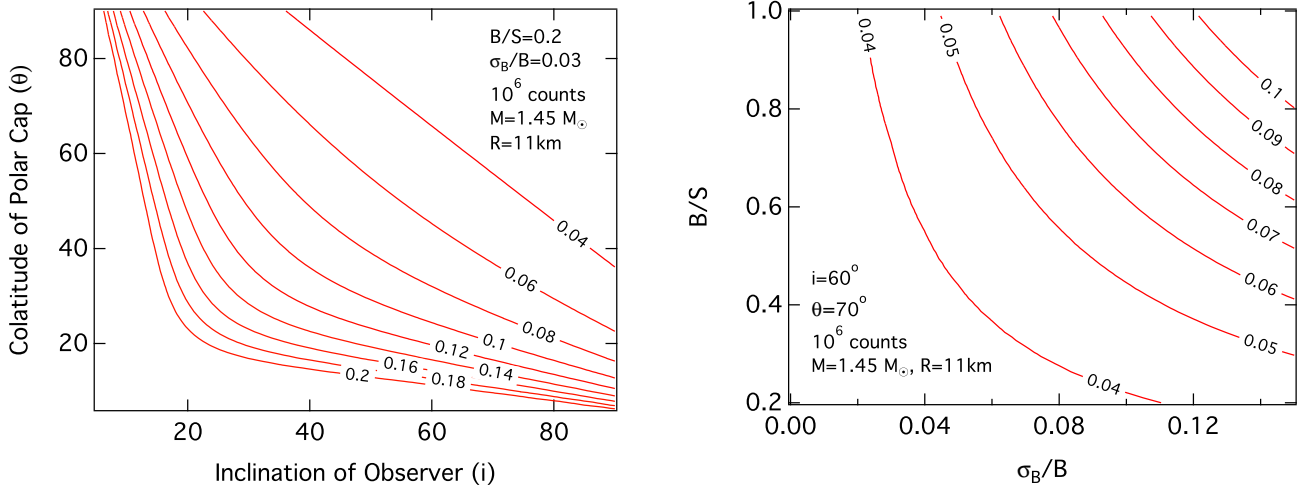 80
60
40
20
20
40
60
80
Colatitude of Polar Cap (θ)
Inclination of Observer (i)
B/S=0.2
σ_B/B=0.03
10^6 counts
M=1.45 M_☉
R=11km
0.04
0.06
0.08
0.1
0.12
0.14
0.16
0.18
0.2
1.0
0.8
0.6
0.4
0.2
0.00
0.04
0.08
0.12
B/S
σ_B/B
i=60°
θ=70°
10^6 counts
M=1.45 M_☉, R=11km
0.04
0.05
0.1
0.09
0.08
0.07
0.06
0.05
0.04